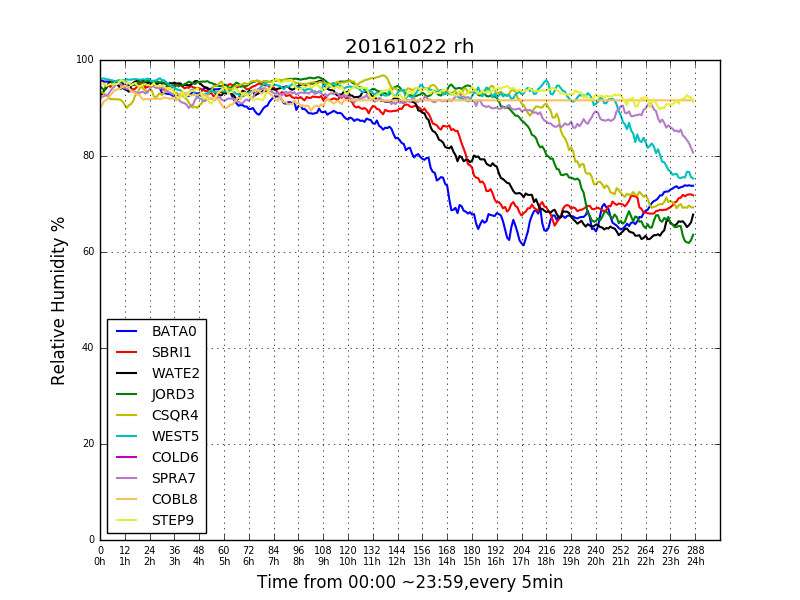 20161022 rh
Relative Humidity %
100
80
60
40
20
0
BATA0
SBRI1
WATE2
JORD3
CSQR4
WEST5
COLD6
SPRA7
COBL8
STEP9
0 12 24 36 48 60 72 84 96 108 120 132 144 156 168 180 192 204 216 228 240 252 264 276 288
0h 1h 2h 3h 4h 5h 6h 7h 8h 9h 10h 11h 12h 13h 14h 15h 16h 17h 18h 19h 20h 21h 22h 23h 24h
Time from 00:00 ~23:59,every 5min